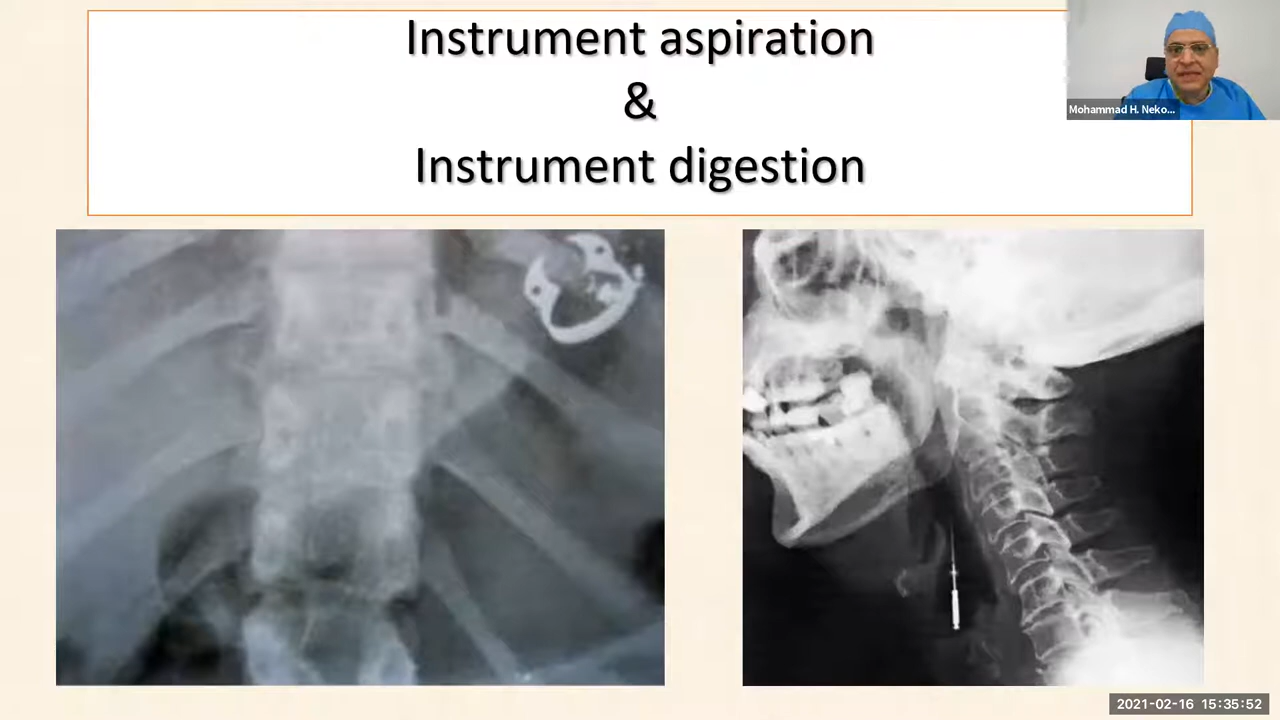 Instrument aspiration
&
Instrument digestion
Mohammad H. Neko...
2021-02-16 15:35:52